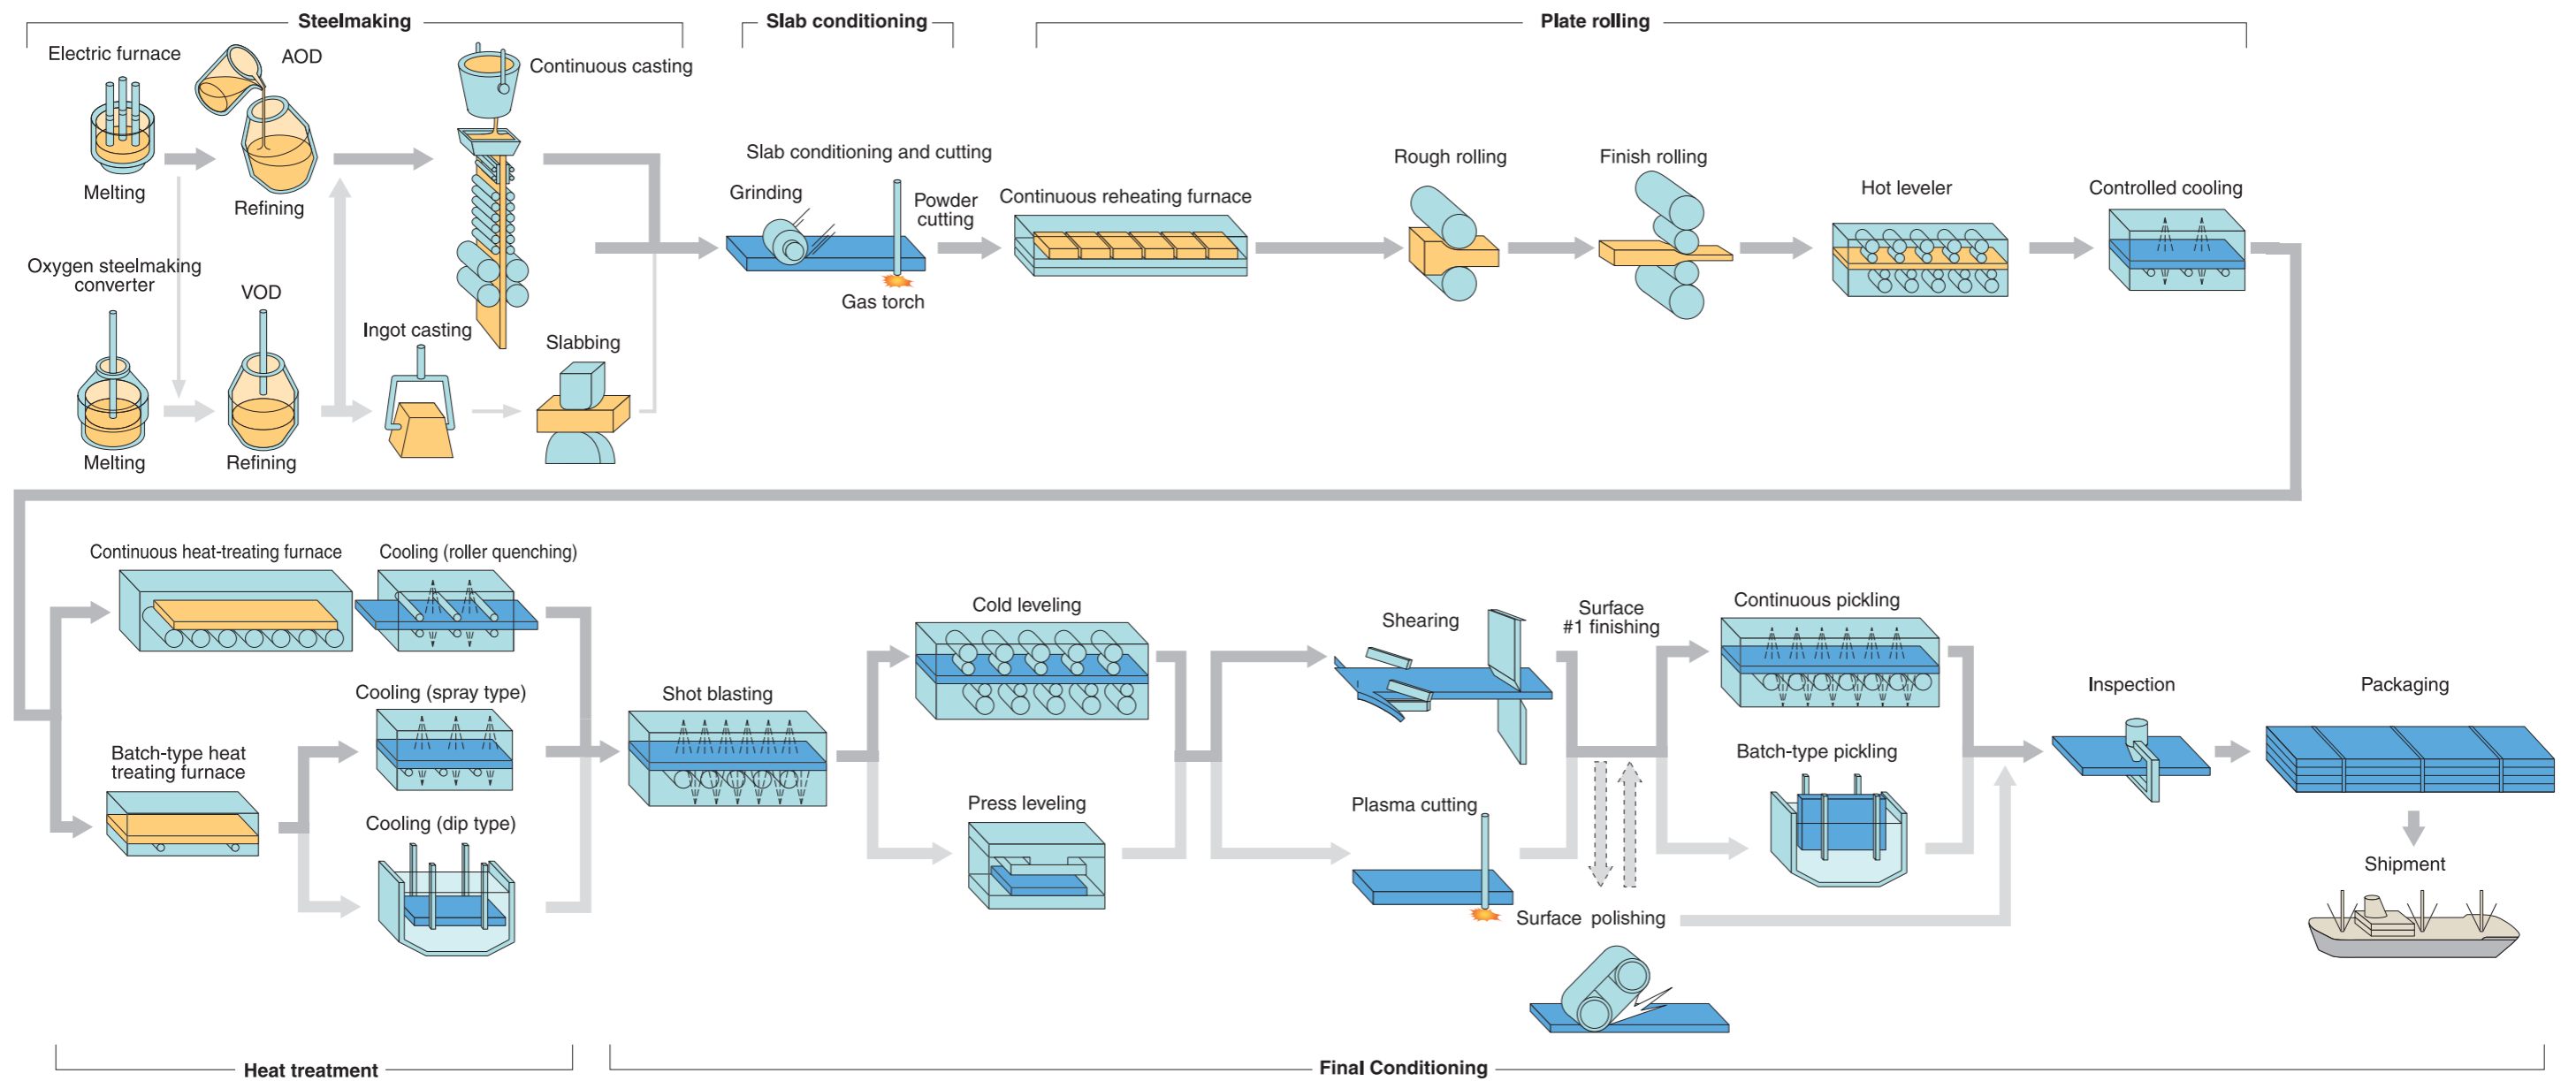 Steelmaking
Slab conditioning
Plate rolling
Electric furnace
AOD
Continuous casting
Melting
Refining
Oxygen steelmaking
converter
VOD
Ingot casting
Slabbing
Melting
Refining
Slab conditioning and cutting
Grinding
Powder
cutting
Gas torch
Continuous reheating furnace
Rough rolling
Finish rolling
Hot leveler
Controlled cooling
Continuous heat-treating furnace
Cooling (roller quenching)
Cooling (spray type)
Batch-type heat
treating furnace
Cooling (dip type)
Shot blasting
Cold leveling
Press leveling
Shearing
Surface
#1 finishing
Plasma cutting
Surface polishing
Continuous pickling
Batch-type pickling
Inspection
Packaging
Shipment
Heat treatment
Final Conditioning